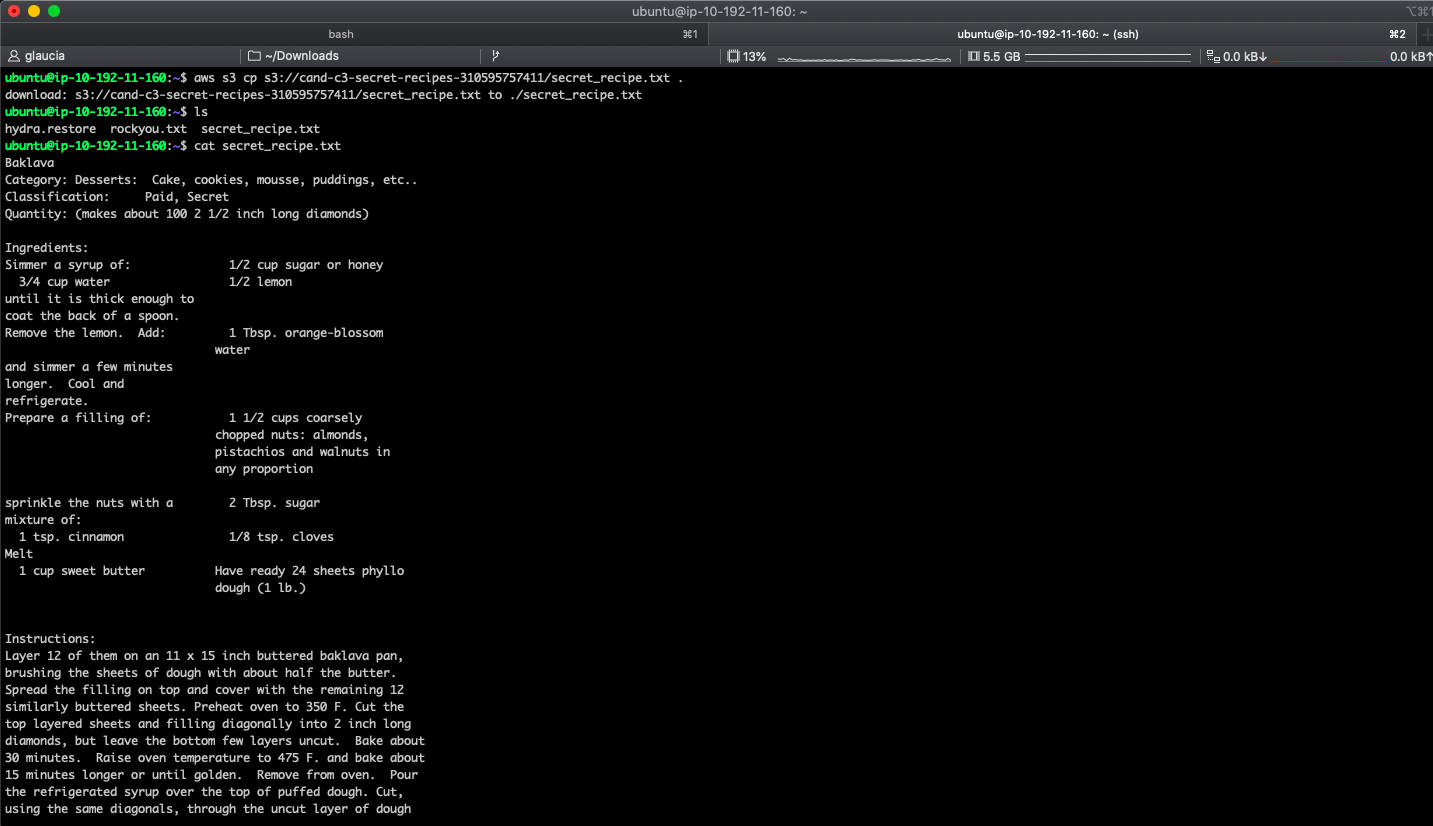 ubuntu@ip-10-192-11-160: ~
⌥⌘1
bash ⌘1 ubuntu@ip-10-192-11-160: ~ (ssh) ⌘2
glaucia ~/Downloads 13% 5.5 GB 0.0 kB↓ 0.0 kB↑
ubuntu@ip-10-192-11-160:~$ aws s3 cp s3://cand-c3-secret-recipes-310595757411/secret_recipe.txt .
download: s3://cand-c3-secret-recipes-310595757411/secret_recipe.txt to ./secret_recipe.txt
ubuntu@ip-10-192-11-160:~$ ls
hydra.restore  rockyou.txt  secret_recipe.txt
ubuntu@ip-10-192-11-160:~$ cat secret_recipe.txt
Baklava
Category: Desserts:  Cake, cookies, mousse, puddings, etc..
Classification:     Paid, Secret
Quantity: (makes about 100 2 1/2 inch long diamonds)

Ingredients:
Simmer a syrup of:              1/2 cup sugar or honey
  3/4 cup water                 1/2 lemon
until it is thick enough to
coat the back of a spoon.
Remove the lemon.  Add:         1 Tbsp. orange-blossom
                              water
and simmer a few minutes
longer.  Cool and
refrigerate.
Prepare a filling of:           1 1/2 cups coarsely
                              chopped nuts: almonds,
                              pistachios and walnuts in
                              any proportion

sprinkle the nuts with a        2 Tbsp. sugar
mixture of:
  1 tsp. cinnamon               1/8 tsp. cloves
Melt
  1 cup sweet butter          Have ready 24 sheets phyllo
                              dough (1 lb.)

Instructions:
Layer 12 of them on an 11 x 15 inch buttered baklava pan,
brushing the sheets of dough with about half the butter.
Spread the filling on top and cover with the remaining 12
similarly buttered sheets. Preheat oven to 350 F. Cut the
top layered sheets and filling diagonally into 2 inch long
diamonds, but leave the bottom few layers uncut.  Bake about
30 minutes.  Raise oven temperature to 475 F. and bake about
15 minutes longer or until golden.  Remove from oven.  Pour
the refrigerated syrup over the top of puffed dough. Cut,
using the same diagonals, through the uncut layer of dough